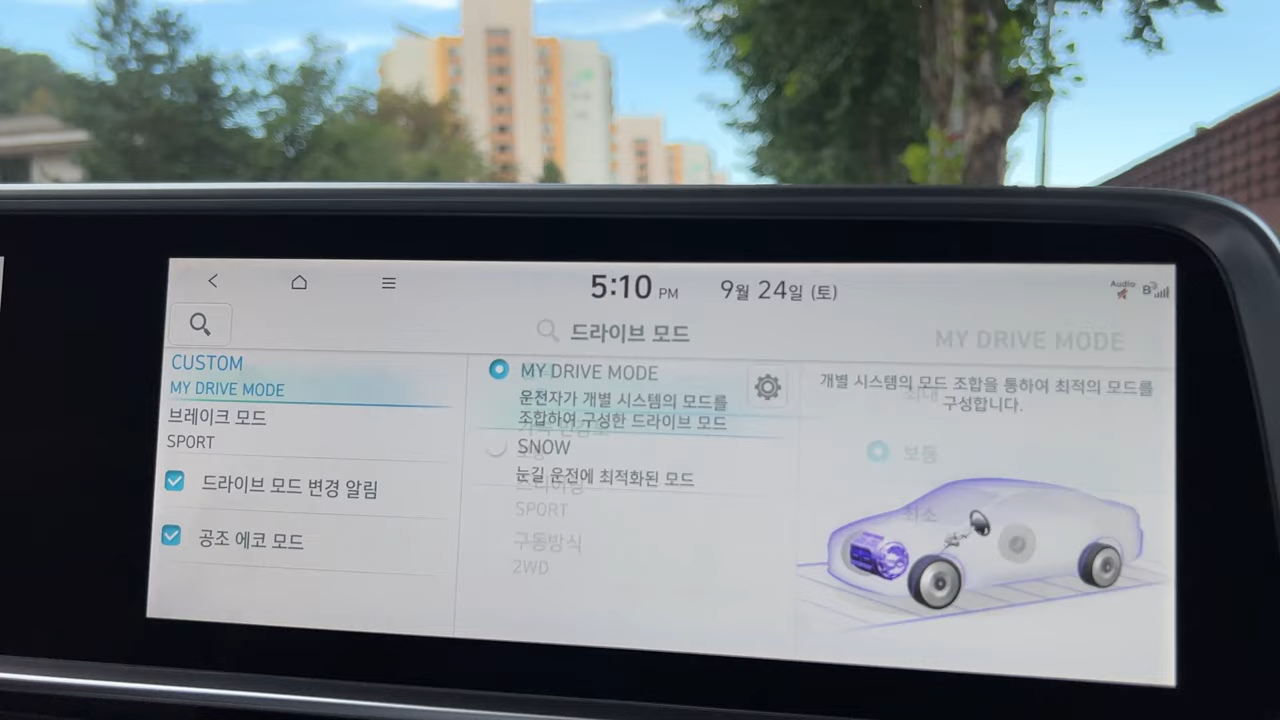 5:10 PM 9월 24일 (토)
Audio
드라이브 모드
MY DRIVE MODE
CUSTOM
MY DRIVE MODE
브레이크 모드
SPORT
드라이브 모드 변경 알림
공조 에코 모드
MY DRIVE MODE
운전자가 개별 시스템의 모드를
조합하여 구성한 드라이브 모드
SNOW
눈길 운전에 최적화된 모드
스티어링
SPORT
구동방식
2WD
개별 시스템의 모드 조합을 통하여 최적의 모드를
구성합니다.
최대
보통
최소